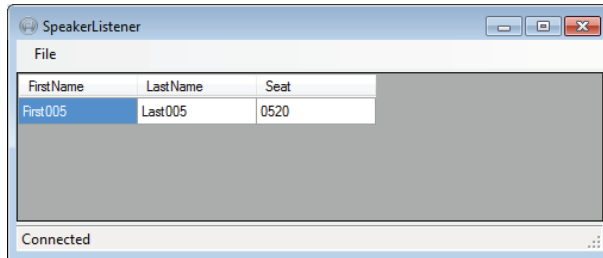 SpeakerListener
File
FirstName LastName Seat
First005 Last005 0520
Connected